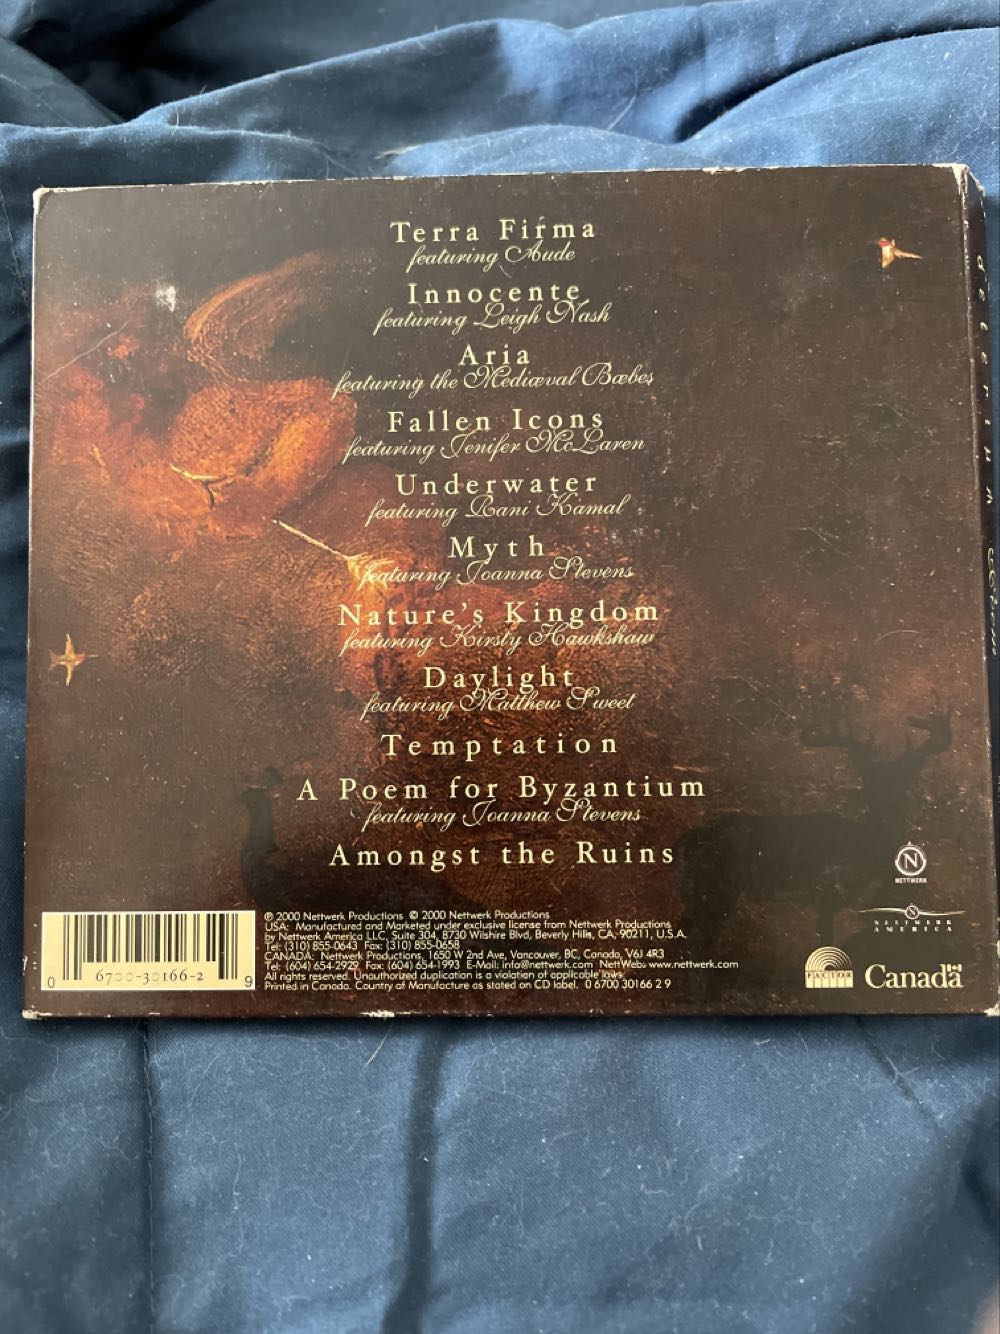 Terra Firma
featuring Aude
Innocente
featuring Leigh Nash
Aria
featuring the Mediæval Bæbes
Fallen Icons
featuring Jenifer McLaren
Underwater
featuring Rani Kamal
Myth
featuring Joanna Stevens
Nature's Kingdom
featuring Kirsty Hawkshaw
Daylight
featuring Matthew Sweet
Temptation
A Poem for Byzantium
featuring Joanna Stevens
Amongst the Ruins
delerium
N
NETTWERK
N
NETTWERK
AMERICA
FACTOR
Canada
0 6700-30166-2 9
℗ 2000 Nettwerk Productions © 2000 Nettwerk Productions
USA: Manufactured and Marketed under exclusive license from Nettwerk Productions
by Nettwerk America LLC, Suite 304, 8730 Wilshire Blvd, Beverly Hills, CA, 90211, U.S.A.
Tel: (310) 855-0643 Fax: (310) 855-0658
CANADA: Nettwerk Productions, 1650 W 2nd Ave, Vancouver, BC, Canada, V6J 4R3
Tel: (604) 654-2929 Fax: (604) 654-1993 E-Mail: info@nettwerk.com NettWeb: www.nettwerk.com
All rights reserved. Unauthorized duplication is a violation of applicable laws.
Printed in Canada. Country of Manufacture as stated on CD label. 0 6700 30166 2 9